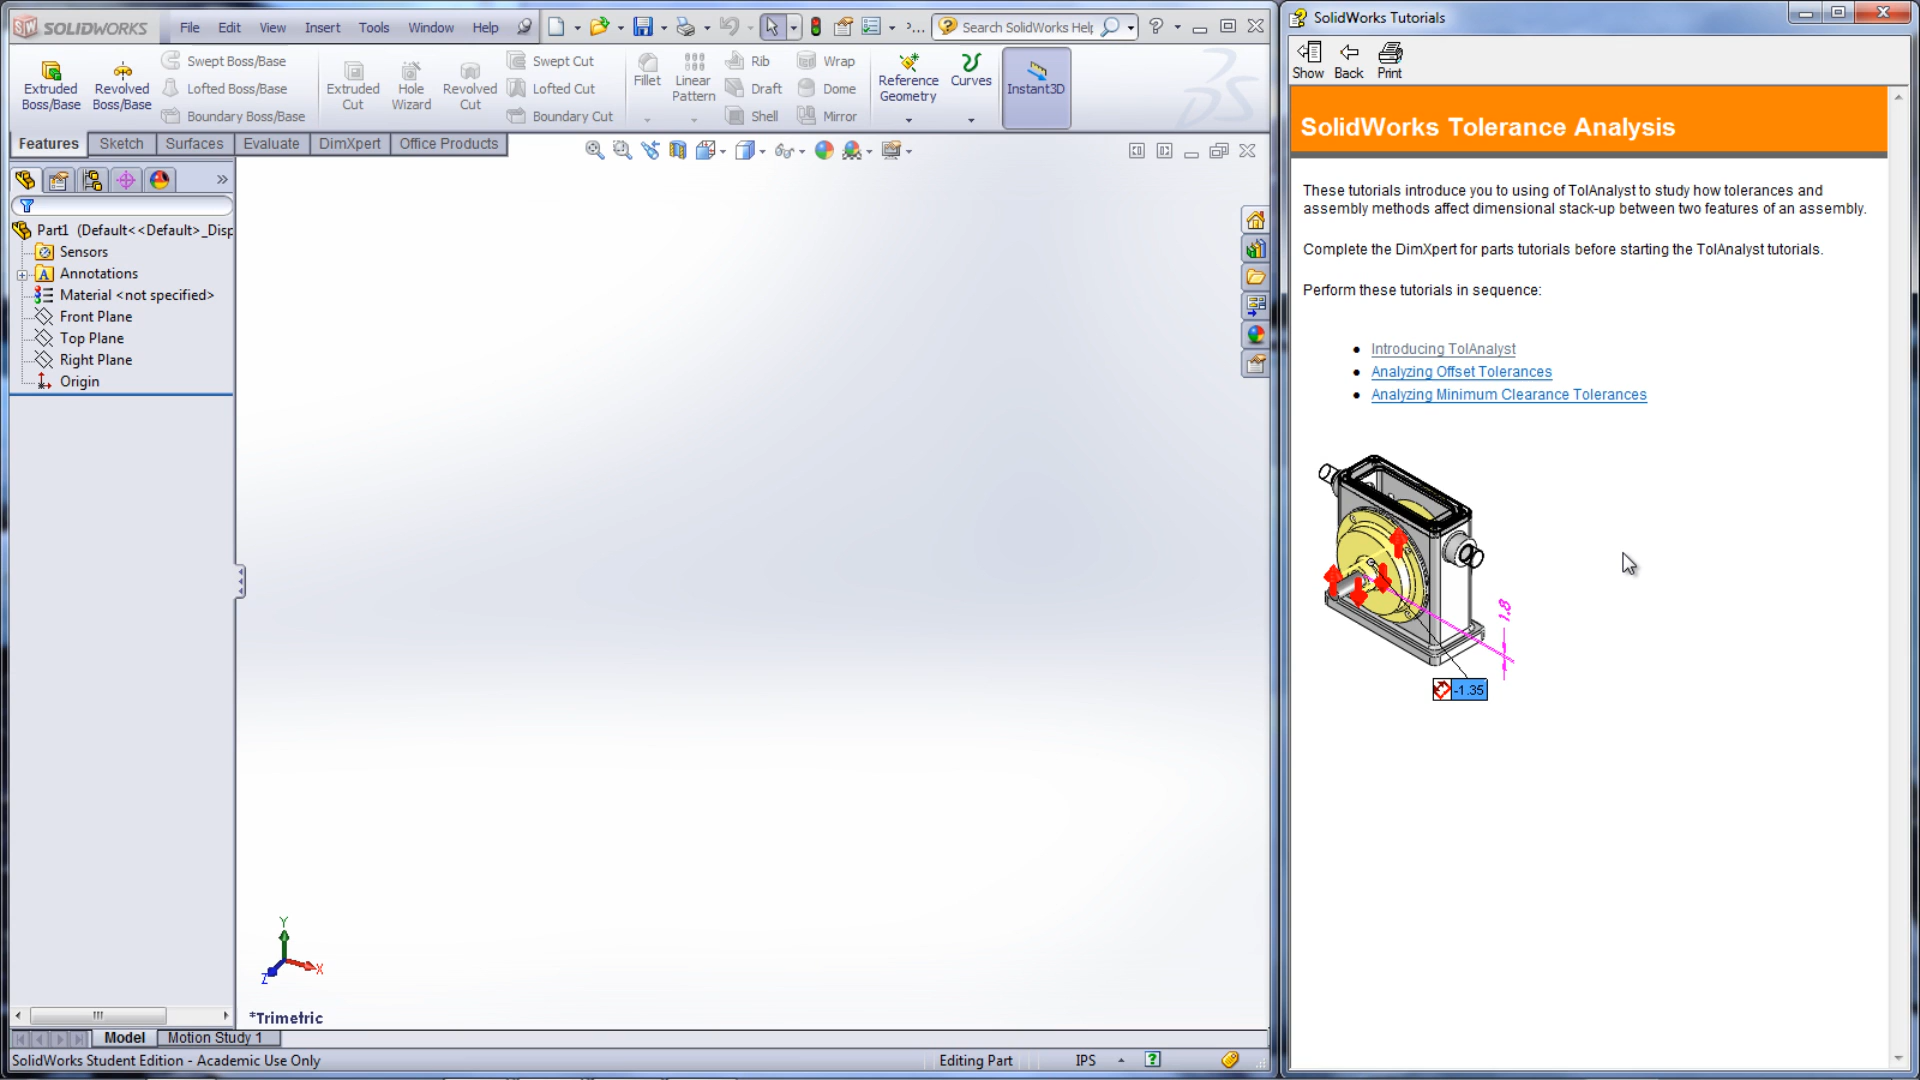 SOLIDWORKS File Edit View Insert Tools Window Help Search SolidWorks Help
Extruded Boss/Base
Revolved Boss/Base
Swept Boss/Base
Lofted Boss/Base
Boundary Boss/Base
Extruded Cut
Hole Wizard
Revolved Cut
Swept Cut
Lofted Cut
Boundary Cut
Fillet
Linear Pattern
Rib
Draft
Shell
Wrap
Dome
Mirror
Reference Geometry
Curves
Instant3D
Features Sketch Surfaces Evaluate DimXpert Office Products
Part1 (Default<<Default>_Disp
Sensors
Annotations
Material <not specified>
Front Plane
Top Plane
Right Plane
Origin
Y
X
Z
*Trimetric
Model Motion Study 1
SolidWorks Student Edition - Academic Use Only Editing Part IPS
SolidWorks Tutorials
Show Back Print
SolidWorks Tolerance Analysis
These tutorials introduce you to using of TolAnalyst to study how tolerances and
assembly methods affect dimensional stack-up between two features of an assembly.
Complete the DimXpert for parts tutorials before starting the TolAnalyst tutorials.
Perform these tutorials in sequence:
• Introducing TolAnalyst
• Analyzing Offset Tolerances
• Analyzing Minimum Clearance Tolerances
1.8
-1.35